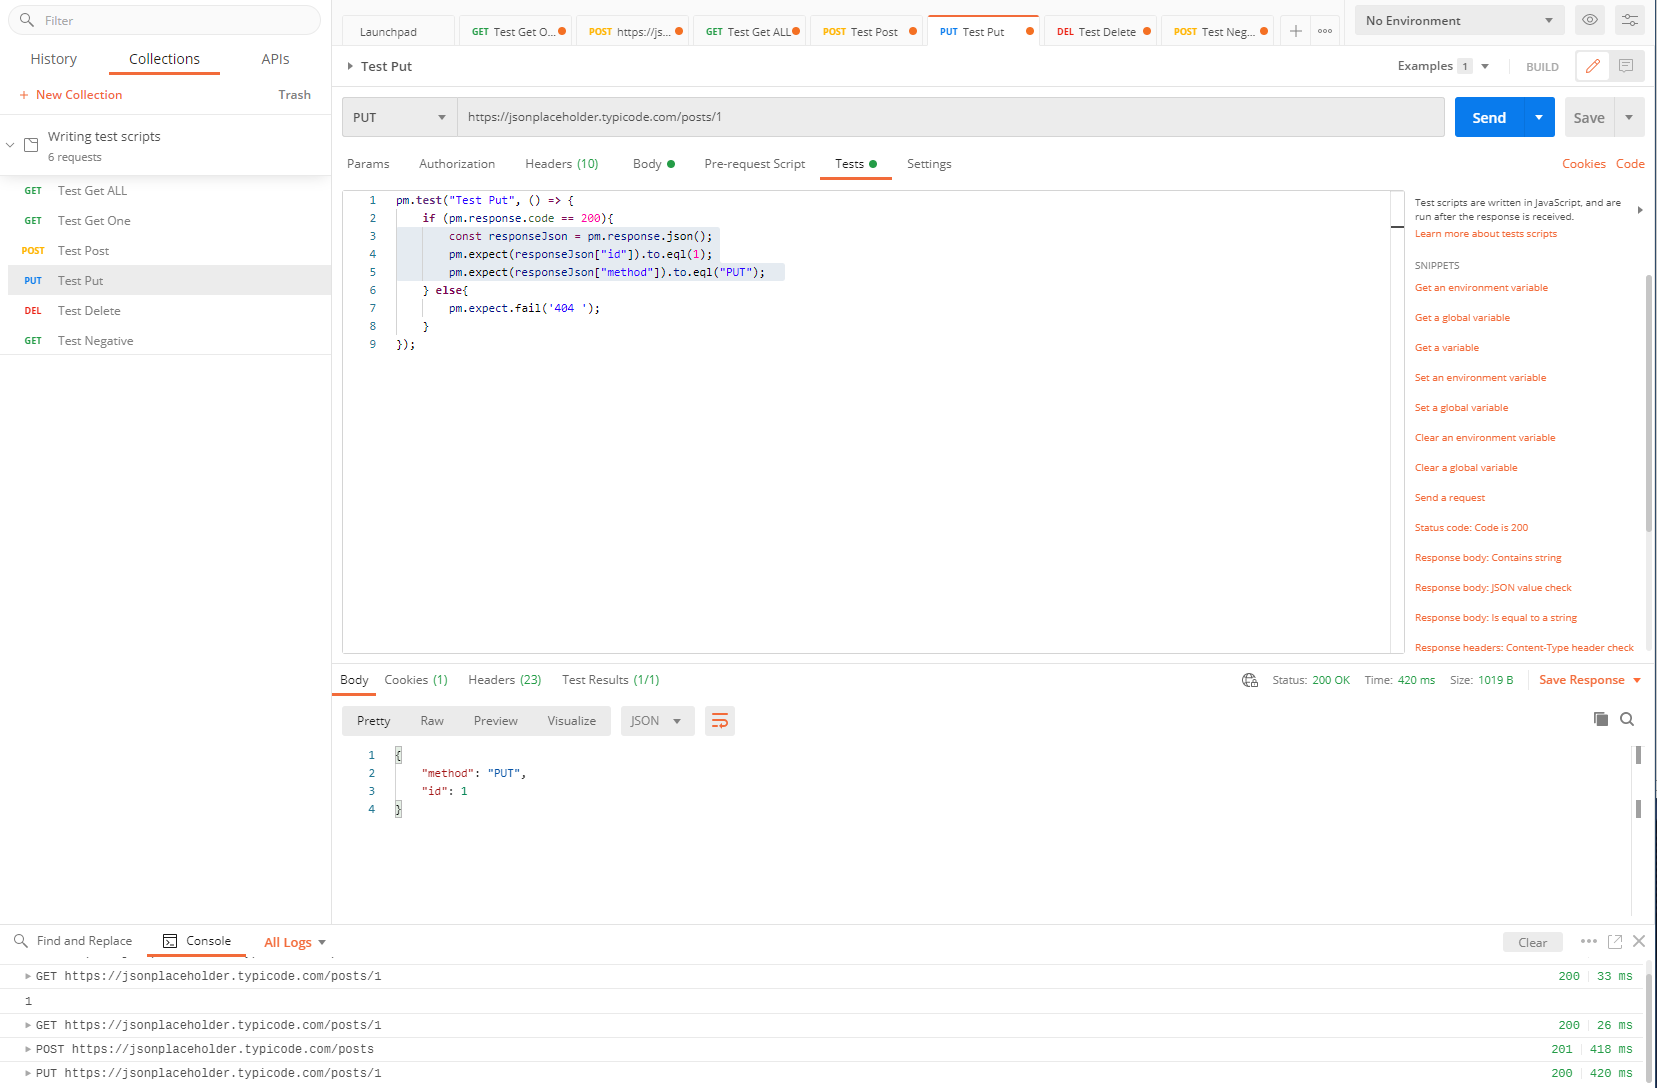 Filter
History Collections APIs
+ New Collection Trash
Writing test scripts
6 requests
GET Test Get ALL
GET Test Get One
POST Test Post
PUT Test Put
DEL Test Delete
GET Test Negative
Launchpad GET Test Get O... POST https://js... GET Test Get ALL POST Test Post PUT Test Put DEL Test Delete POST Test Neg... No Environment
Test Put Examples 1 BUILD
PUT https://jsonplaceholder.typicode.com/posts/1 Send Save
Params Authorization Headers (10) Body Pre-request Script Tests Settings Cookies Code
1 pm.test("Test Put", () => {
2 if (pm.response.code == 200){
3 const responseJson = pm.response.json();
4 pm.expect(responseJson["id"]).to.eql(1);
5 pm.expect(responseJson["method"]).to.eql("PUT");
6 } else{
7 pm.expect.fail('404 ');
8 }
9 });
Test scripts are written in JavaScript, and are
run after the response is received.
Learn more about tests scripts
SNIPPETS
Get an environment variable
Get a global variable
Get a variable
Set an environment variable
Set a global variable
Clear an environment variable
Clear a global variable
Send a request
Status code: Code is 200
Response body: Contains string
Response body: JSON value check
Response body: Is equal to a string
Response headers: Content-Type header check
Body Cookies (1) Headers (23) Test Results (1/1) Status: 200 OK Time: 420 ms Size: 1019 B Save Response
Pretty Raw Preview Visualize JSON
1 {
2 "method": "PUT",
3 "id": 1
4 }
Find and Replace Console All Logs Clear
GET https://jsonplaceholder.typicode.com/posts/1 200 33 ms
1
GET https://jsonplaceholder.typicode.com/posts/1 200 26 ms
POST https://jsonplaceholder.typicode.com/posts 201 418 ms
PUT https://jsonplaceholder.typicode.com/posts/1 200 420 ms